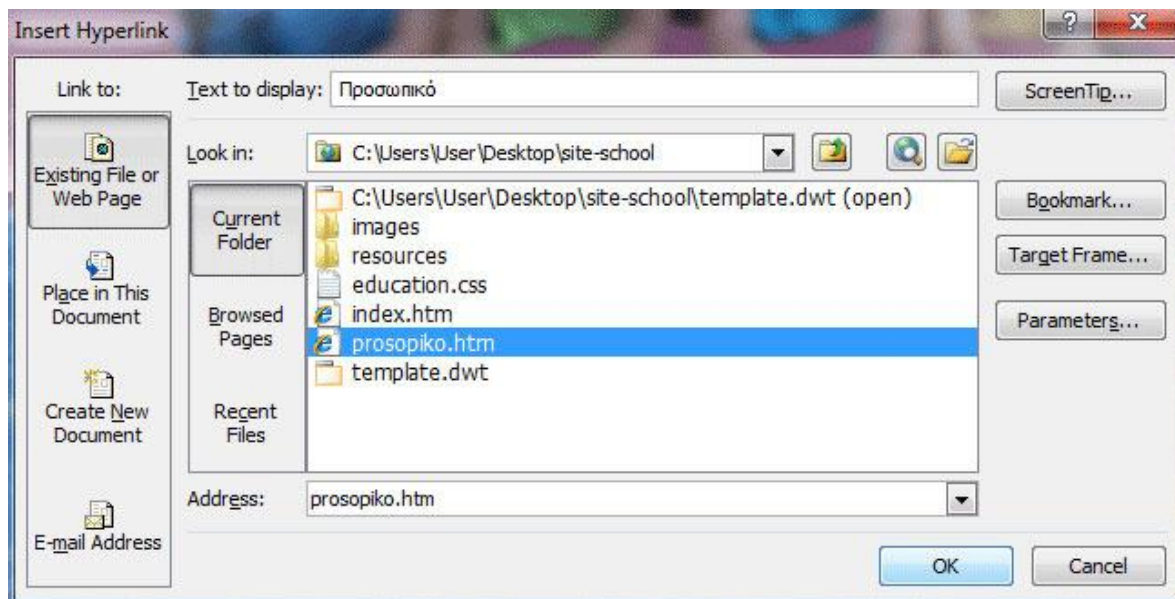 Insert Hyperlink
?
X
Link to:
Text to display:
Προσωπικό
ScreenTip...
Existing File or
Web Page
Look in:
C:\Users\User\Desktop\site-school
Current
Folder
C:\Users\User\Desktop\site-school\template.dwt (open)
images
resources
education.css
index.htm
prosopiko.htm
template.dwt
Bookmark...
Target Frame...
Parameters...
Place in This
Document
Browsed
Pages
Create New
Document
Recent
Files
E-mail Address
Address:
prosopiko.htm
OK
Cancel